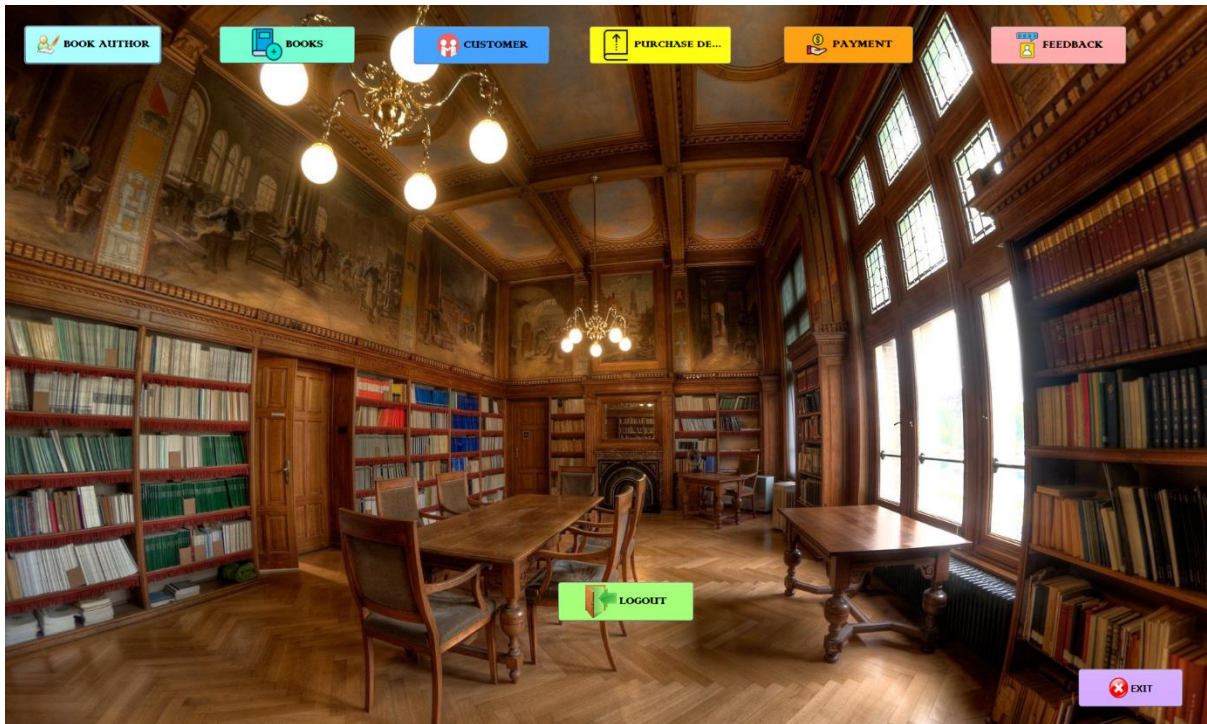 BOOK AUTHOR
BOOKS
CUSTOMER
PURCHASE DE...
PAYMENT
FEEDBACK
LOGOUT
EXIT